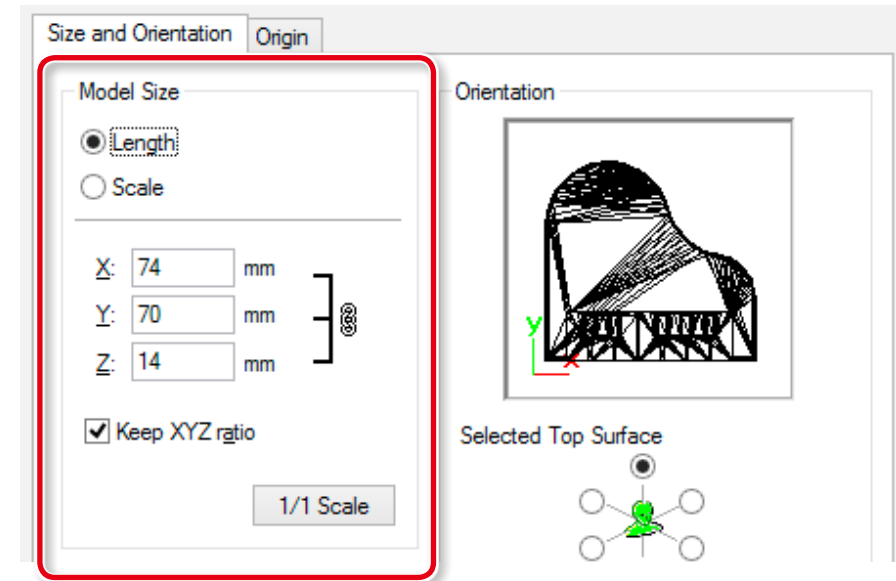 Size and Orientation Origin
Model Size
Length
Scale
X: 74 mm
Y: 70 mm
Z: 14 mm
Keep XYZ ratio
1/1 Scale
Orientation
y
x
Selected Top Surface